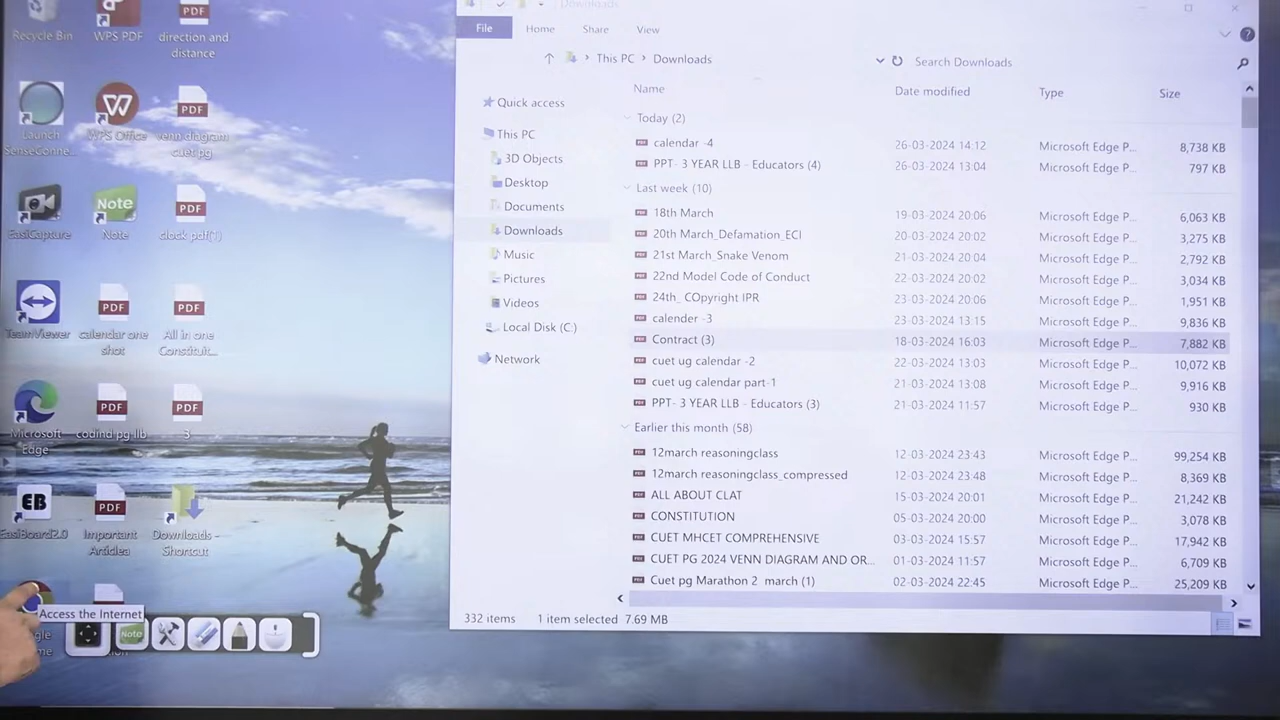 Recycle Bin
WPS PDF
PDF
direction and
distance
Launch
SenseConne...
WPS Office
PDF
venn diagram
cuet pg
EasiCapture
Note
Note
PDF
clock pdf(1)
TeamViewer
PDF
calendar one
shot
PDF
All in one
Constituit...
Microsoft
Edge
PDF
codind pg-llb
PDF
3
EB
EasiBoard2.0
PDF
Important
Articlea
Downloads -
Shortcut
Access the Internet
Note
Downloads
File
Home
Share
View
This PC
Downloads
Search Downloads
Quick access
This PC
3D Objects
Desktop
Documents
Downloads
Music
Pictures
Videos
Local Disk (C:)
Network
Name Date modified Type Size
Today (2)
calendar -4 26-03-2024 14:12 Microsoft Edge P... 8,738 KB
PPT- 3 YEAR LLB - Educators (4) 26-03-2024 13:04 Microsoft Edge P... 797 KB
Last week (10)
18th March 19-03-2024 20:06 Microsoft Edge P... 6,063 KB
20th March_Defamation_ECI 20-03-2024 20:02 Microsoft Edge P... 3,275 KB
21st March_Snake Venom 21-03-2024 20:04 Microsoft Edge P... 2,792 KB
22nd Model Code of Conduct 22-03-2024 20:02 Microsoft Edge P... 3,034 KB
24th_ COpyright IPR 23-03-2024 20:06 Microsoft Edge P... 1,951 KB
calender -3 23-03-2024 13:15 Microsoft Edge P... 9,836 KB
Contract (3) 18-03-2024 16:03 Microsoft Edge P... 7,882 KB
cuet ug calendar -2 22-03-2024 13:03 Microsoft Edge P... 10,072 KB
cuet ug calendar part-1 21-03-2024 13:08 Microsoft Edge P... 9,916 KB
PPT- 3 YEAR LLB - Educators (3) 21-03-2024 11:57 Microsoft Edge P... 930 KB
Earlier this month (58)
12march reasoningclass 12-03-2024 23:43 Microsoft Edge P... 99,254 KB
12march reasoningclass_compressed 12-03-2024 23:48 Microsoft Edge P... 8,369 KB
ALL ABOUT CLAT 15-03-2024 20:01 Microsoft Edge P... 21,242 KB
CONSTITUTION 05-03-2024 20:00 Microsoft Edge P... 3,078 KB
CUET MHCET COMPREHENSIVE 03-03-2024 15:57 Microsoft Edge P... 17,942 KB
CUET PG 2024 VENN DIAGRAM AND OR... 01-03-2024 11:57 Microsoft Edge P... 6,709 KB
Cuet pg Marathon 2 march (1) 02-03-2024 22:45 Microsoft Edge P... 25,209 KB
332 items 1 item selected 7.69 MB